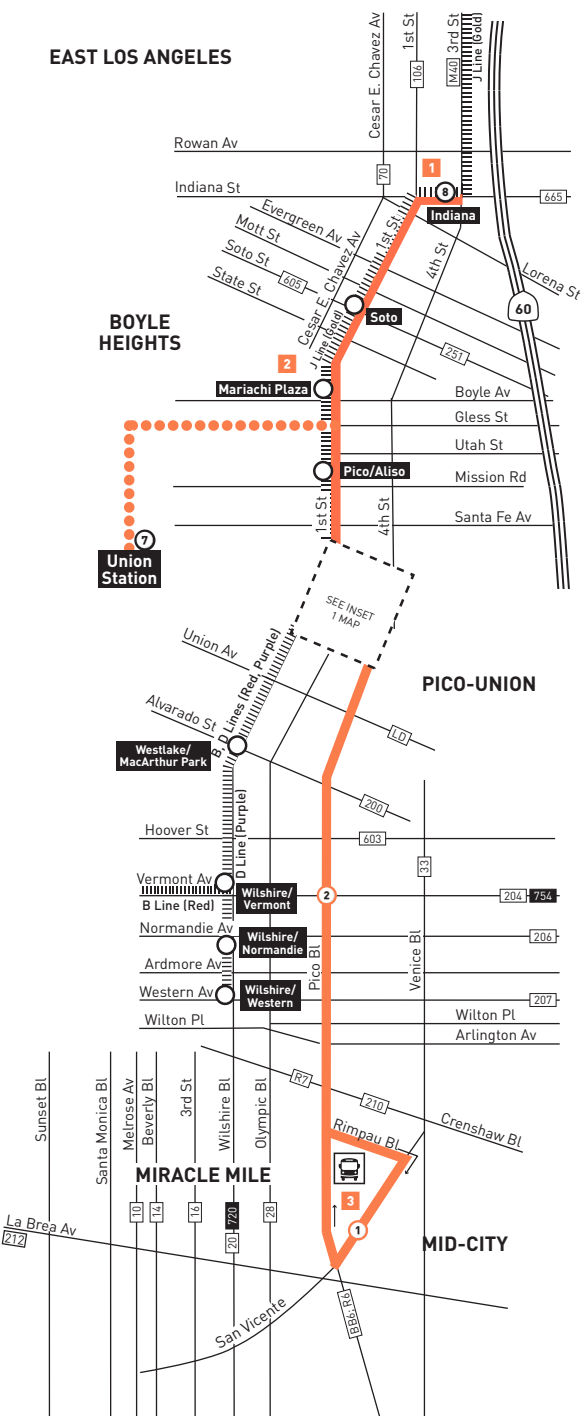 EAST LOS ANGELES
Cesar E. Chavez Av
1st St
3rd St
J Line (Gold)
106
M40
Rowan Av
70
1
Indiana St
8
665
Indiana
Evergreen Av
Mott St
Soto St
605
State St
Cesar E. Chavez Av
1st St
4th St
Lorena St
60
BOYLE
HEIGHTS
J Line (Gold)
Soto
251
2
Mariachi Plaza
Boyle Av
Gless St
Utah St
Pico/Aliso
Mission Rd
1st St
4th St
Santa Fe Av
7
Union
Station
SEE INSET
1 MAP
Union Av
B, D Lines (Red, Purple)
PICO-UNION
Alvarado St
LD
Westlake/
MacArthur Park
200
D Line (Purple)
Hoover St
603
33
Vermont Av
B Line (Red)
Wilshire/
Vermont
2
204
754
Normandie Av
Wilshire/
Normandie
206
Pico Bl
Venice Bl
Ardmore Av
Western Av
Wilshire/
Western
207
Wilton Pl
Wilton Pl
Arlington Av
R7
210
Crenshaw Bl
Sunset Bl
Santa Monica Bl
Melrose Av
Beverly Bl
3rd St
Wilshire Bl
Olympic Bl
Rimpau Bl
MIRACLE MILE
3
10
14
16
720
20
28
1
La Brea Av
212
MID-CITY
San Vicente
BB6, R6